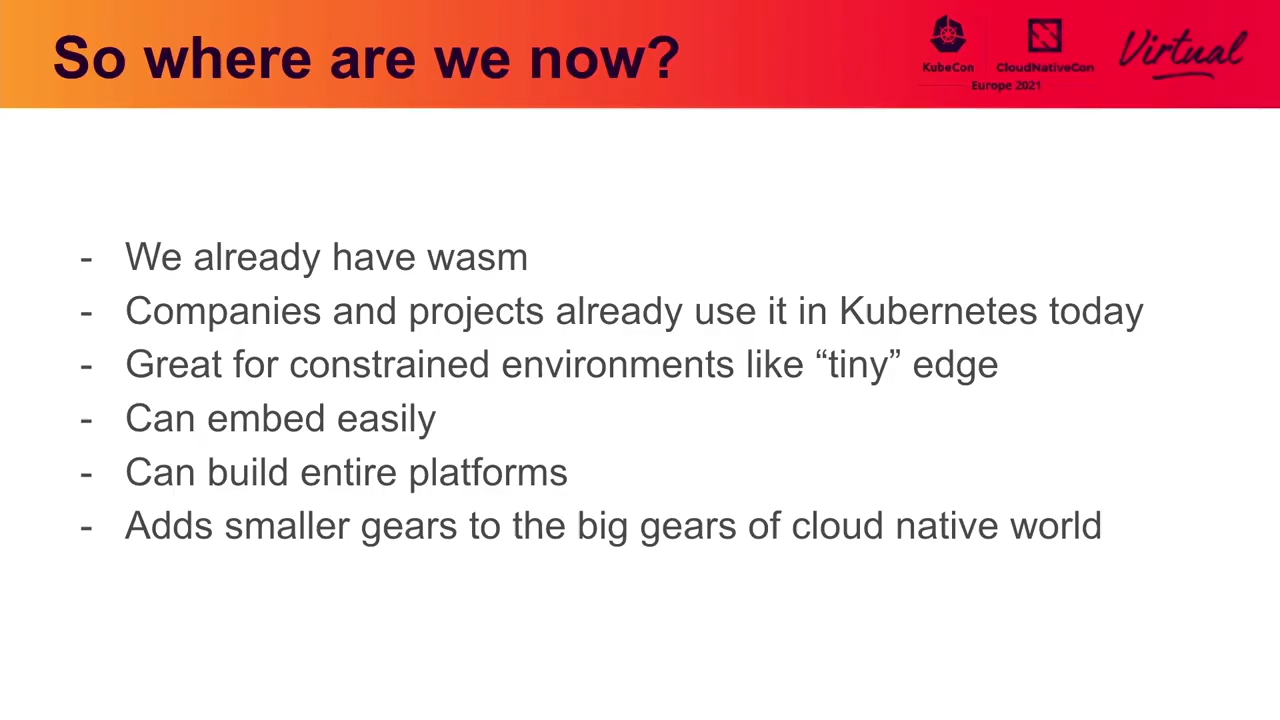 So where are we now?
KubeCon
CloudNativeCon
Europe 2021
Virtual
- We already have wasm
- Companies and projects already use it in Kubernetes today
- Great for constrained environments like “tiny” edge
- Can embed easily
- Can build entire platforms
- Adds smaller gears to the big gears of cloud native world